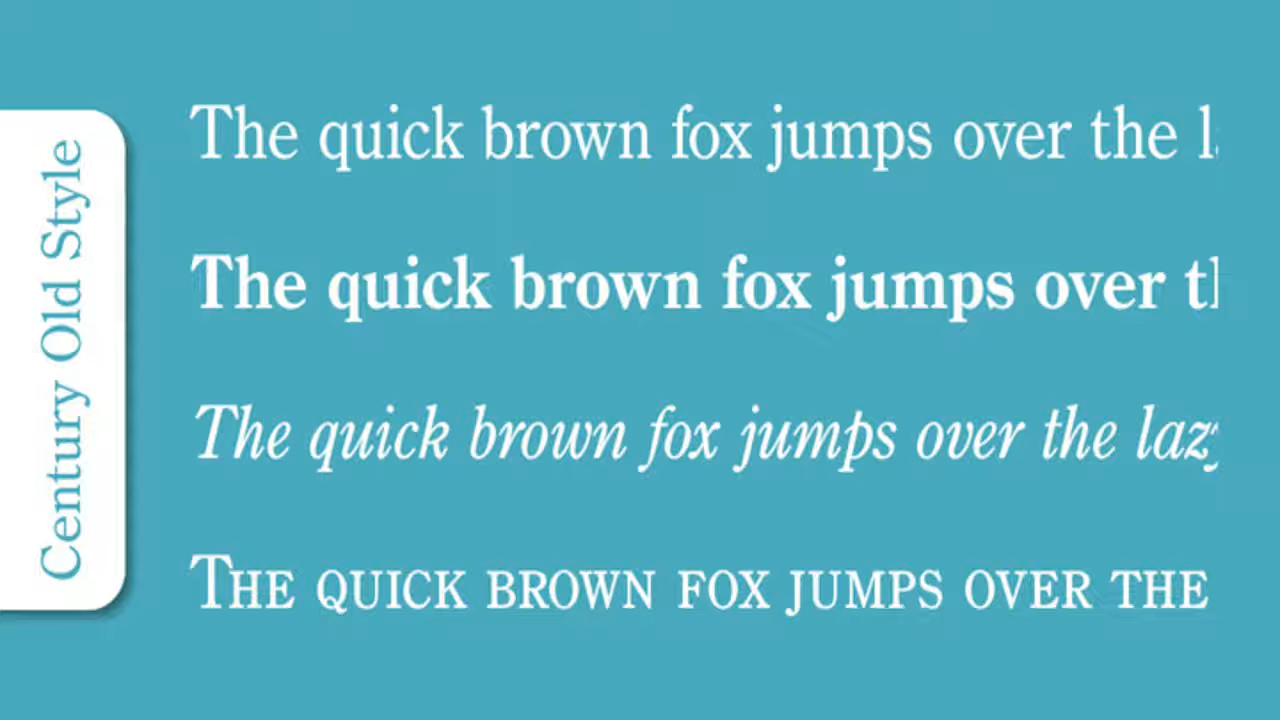 Century Old Style
The quick brown fox jumps over the
The quick brown fox jumps over
The quick brown fox jumps over the
THE QUICK BROWN FOX JUMPS OVER THE